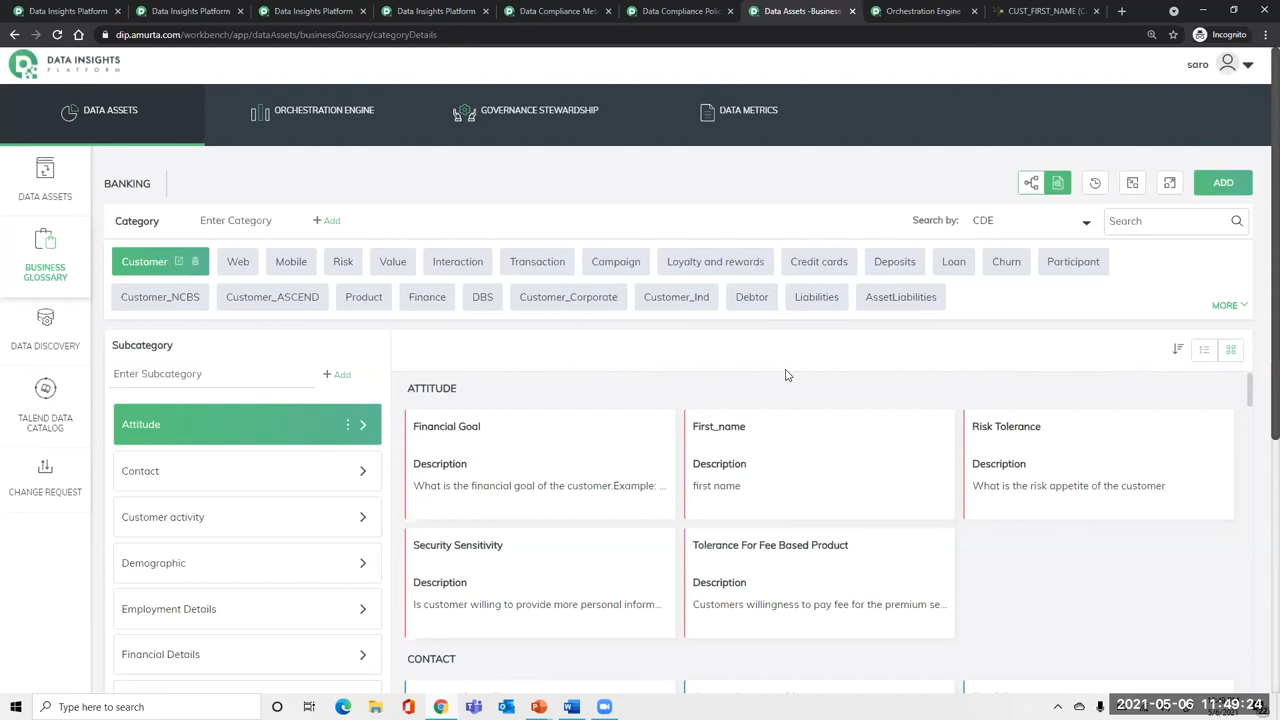 Data Insights Platform
Data Insights Platform
Data Insights Platform
Data Insights Platform
Data Compliance Met
Data Compliance Polic
Data Assets -Business
Orchestration Engine
CUST_FIRST_NAME (C
dip.amurta.com/workbench/app/dataAssets/businessGlossary/categoryDetails
Incognito
DATA INSIGHTS
PLATFORM
saro
DATA ASSETS
ORCHESTRATION ENGINE
GOVERNANCE STEWARDSHIP
DATA METRICS
DATA ASSETS
BUSINESS
GLOSSARY
DATA DISCOVERY
TALEND DATA
CATALOG
CHANGE REQUEST
BANKING
ADD
Category
Enter Category
+ Add
Search by:
CDE
Search
Customer
Web
Mobile
Risk
Value
Interaction
Transaction
Campaign
Loyalty and rewards
Credit cards
Deposits
Loan
Churn
Participant
Customer_NCBS
Customer_ASCEND
Product
Finance
DBS
Customer_Corporate
Customer_Ind
Debtor
Liabilities
AssetLiabilities
MORE
Subcategory
Enter Subcategory
+ Add
Attitude
Contact
Customer activity
Demographic
Employment Details
Financial Details
ATTITUDE
Financial Goal
Description
What is the financial goal of the customer.Example: ...
First_name
Description
first name
Risk Tolerance
Description
What is the risk appetite of the customer
Security Sensitivity
Description
Is customer willing to provide more personal inform...
Tolerance For Fee Based Product
Description
Customers willingness to pay fee for the premium se...
CONTACT
Type here to search
2021-05-06 11:49:24